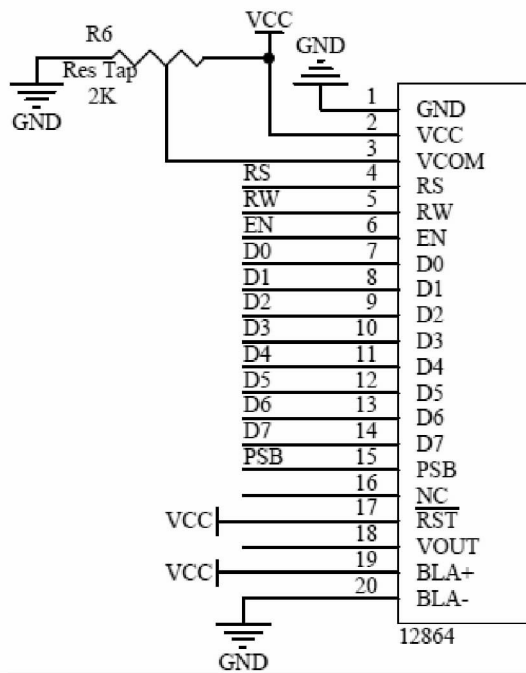 VCC
R6
GND
Res Tap
2K
GND
1 GND
2 VCC
3 VCOM
RS 4 RS
RW 5 RW
EN 6 EN
D0 7 D0
D1 8 D1
D2 9 D2
D3 10 D3
D4 11 D4
D5 12 D5
D6 13 D6
D7 14 D7
PSB 15 PSB
16 NC
VCC 17 RST
18 VOUT
VCC 19 BLA+
20 BLA-
12864
GND